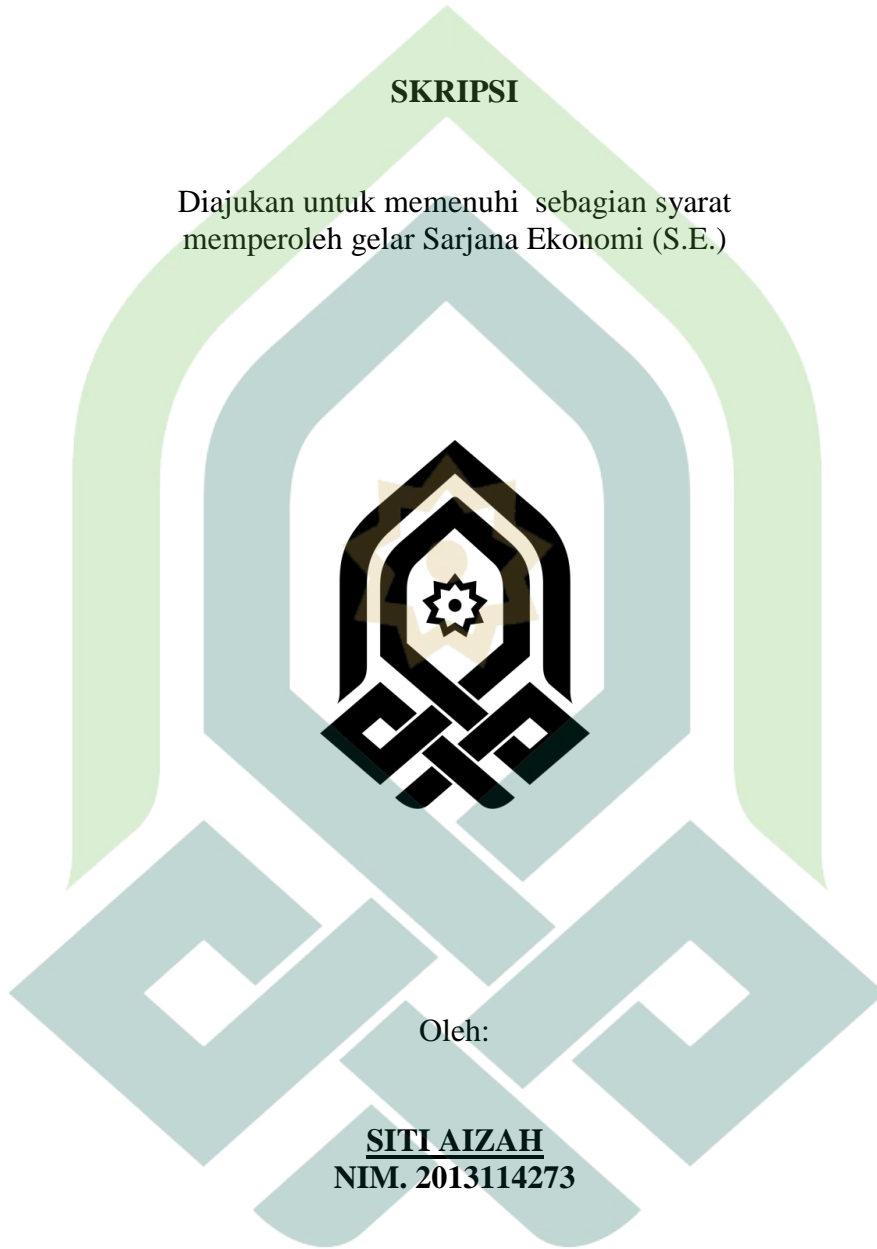 SKRIPSI
Diajukan untuk memenuhi sebagian syarat
memperoleh gelar Sarjana Ekonomi (S.E.)
Oleh:
SITI AIZAH
NIM. 2013114273